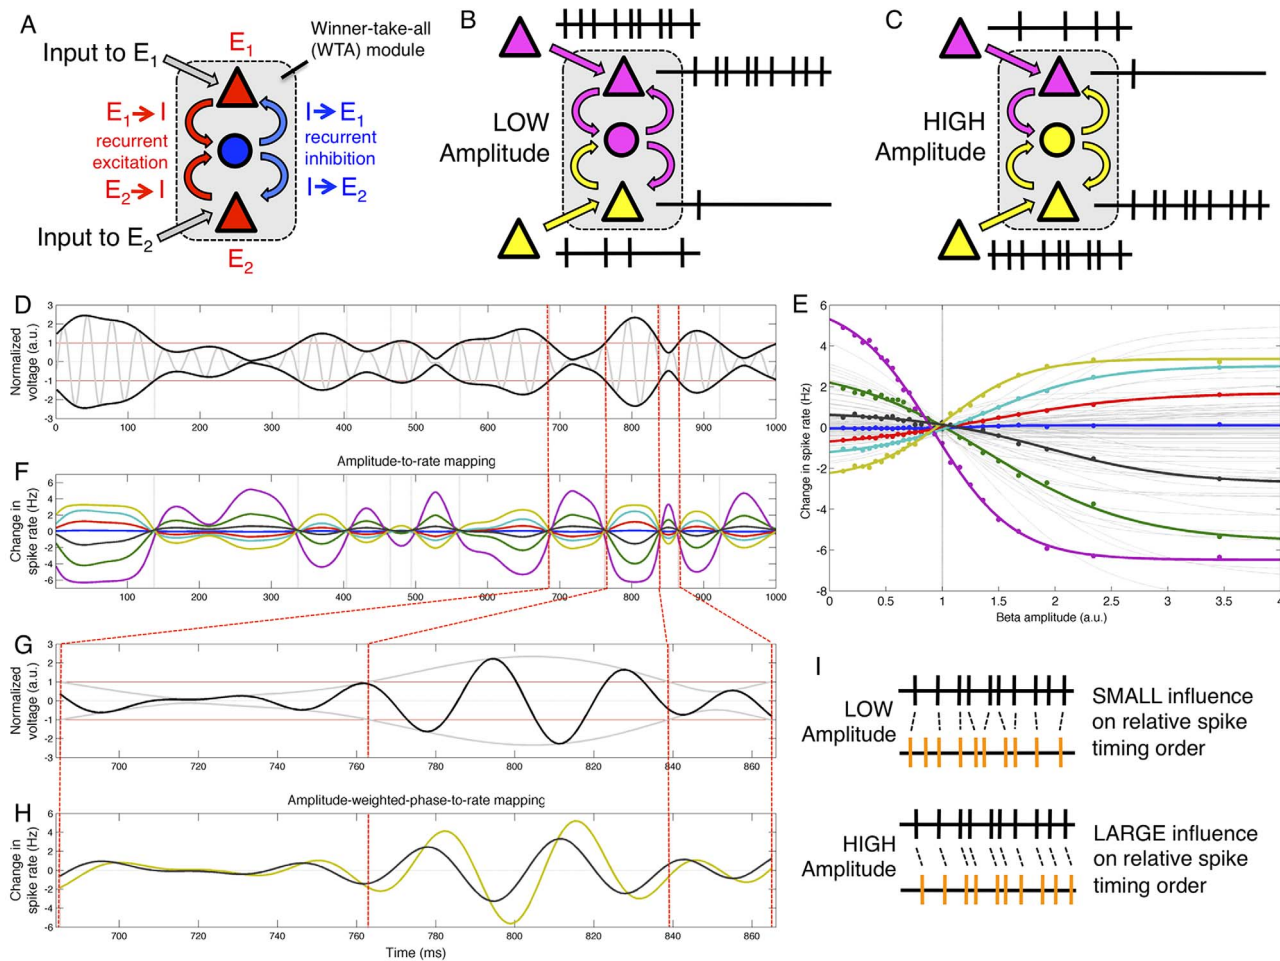 A
Input to E1
E1
Winner-take-all
(WTA) module
E1➔I
recurrent
excitation
E2➔I
I➔E1
recurrent
inhibition
I➔E2
Input to E2
E2
B
LOW
Amplitude
C
HIGH
Amplitude
D
Normalized
voltage (a.u.)
3
2
1
0
-1
-2
-3
0 100 200 300 400 500 600 700 800 900 1000
E
Change in spike rate (Hz)
6
4
2
0
-2
-4
-6
-8
0 0.5 1 1.5 2 2.5 3 3.5 4
Beta amplitude (a.u.)
F
Amplitude-to-rate mapping
Change in
spike rate (Hz)
6
4
2
0
-2
-4
-6
0 100 200 300 400 500 600 700 800 900 1000
G
Normalized
voltage (a.u.)
3
2
1
0
-1
-2
-3
700 720 740 760 780 800 820 840 860
H
Amplitude-weighted-phase-to-rate mapping
Change in
spike rate (Hz)
6
4
2
0
-2
-4
-6
700 720 740 760 780 800 820 840 860
Time (ms)
I
LOW
Amplitude
SMALL influence
on relative spike
timing order
HIGH
Amplitude
LARGE influence
on relative spike
timing order